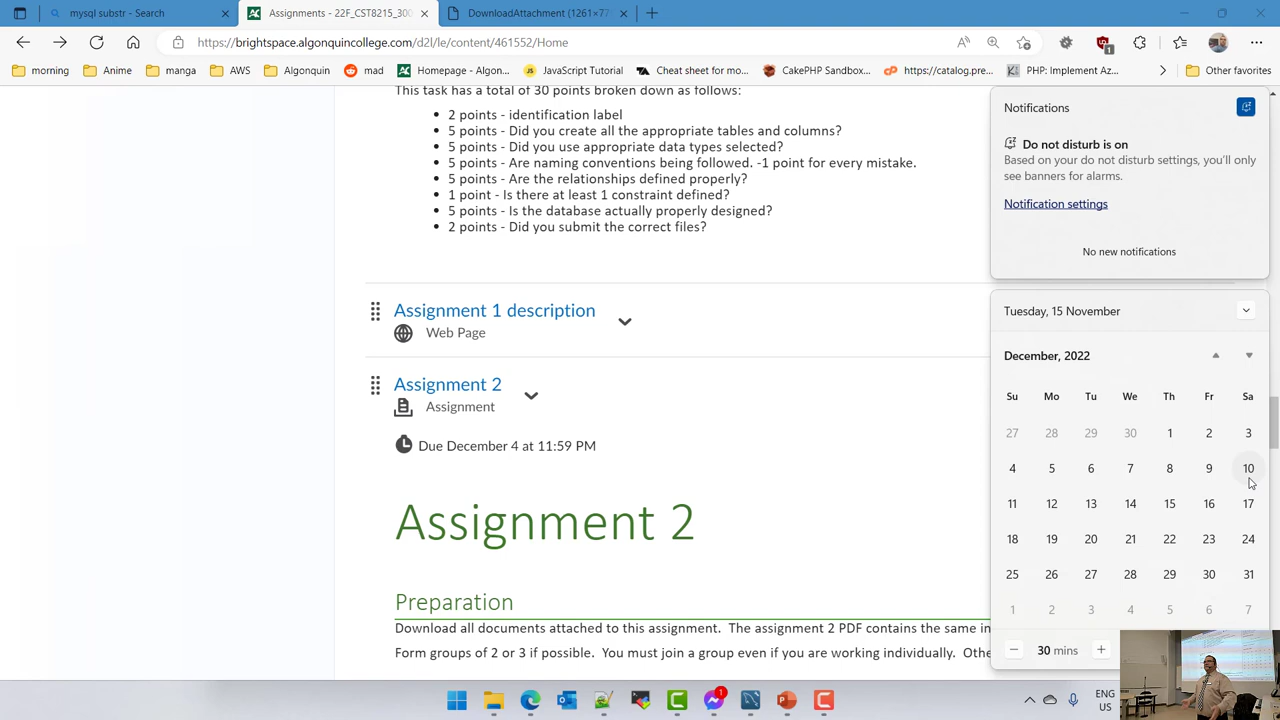 mysql substr - Search
Assignments - 22F_CST8215_300
DownloadAttachment (1261×77
https://brightspace.algonquincollege.com/d2l/le/content/461552/Home
1
morning
Anime
manga
AWS
Algonquin
mad
Homepage - Algon...
JavaScript Tutorial
Cheat sheet for mo...
CakePHP Sandbox...
https://catalog.pre...
PHP: Implement Az...
Other favorites
This task has a total of 30 points broken down as follows:
2 points - identification label
5 points - Did you create all the appropriate tables and columns?
5 points - Did you use appropriate data types selected?
5 points - Are naming conventions being followed. -1 point for every mistake.
5 points - Are the relationships defined properly?
1 point - Is there at least 1 constraint defined?
5 points - Is the database actually properly designed?
2 points - Did you submit the correct files?
Assignment 1 description
Web Page
Assignment 2
Assignment
Due December 4 at 11:59 PM
Assignment 2
Preparation
Download all documents attached to this assignment. The assignment 2 PDF contains the same in
Form groups of 2 or 3 if possible. You must join a group even if you are working individually. Othe
Notifications
Do not disturb is on
Based on your do not disturb settings, you'll only
see banners for alarms.
Notification settings
No new notifications
Tuesday, 15 November
December, 2022
Su Mo Tu We Th Fr Sa
27 28 29 30 1 2 3
4 5 6 7 8 9 10
11 12 13 14 15 16 17
18 19 20 21 22 23 24
25 26 27 28 29 30 31
1 2 3 4 5 6 7
30 mins
1
ENG
US